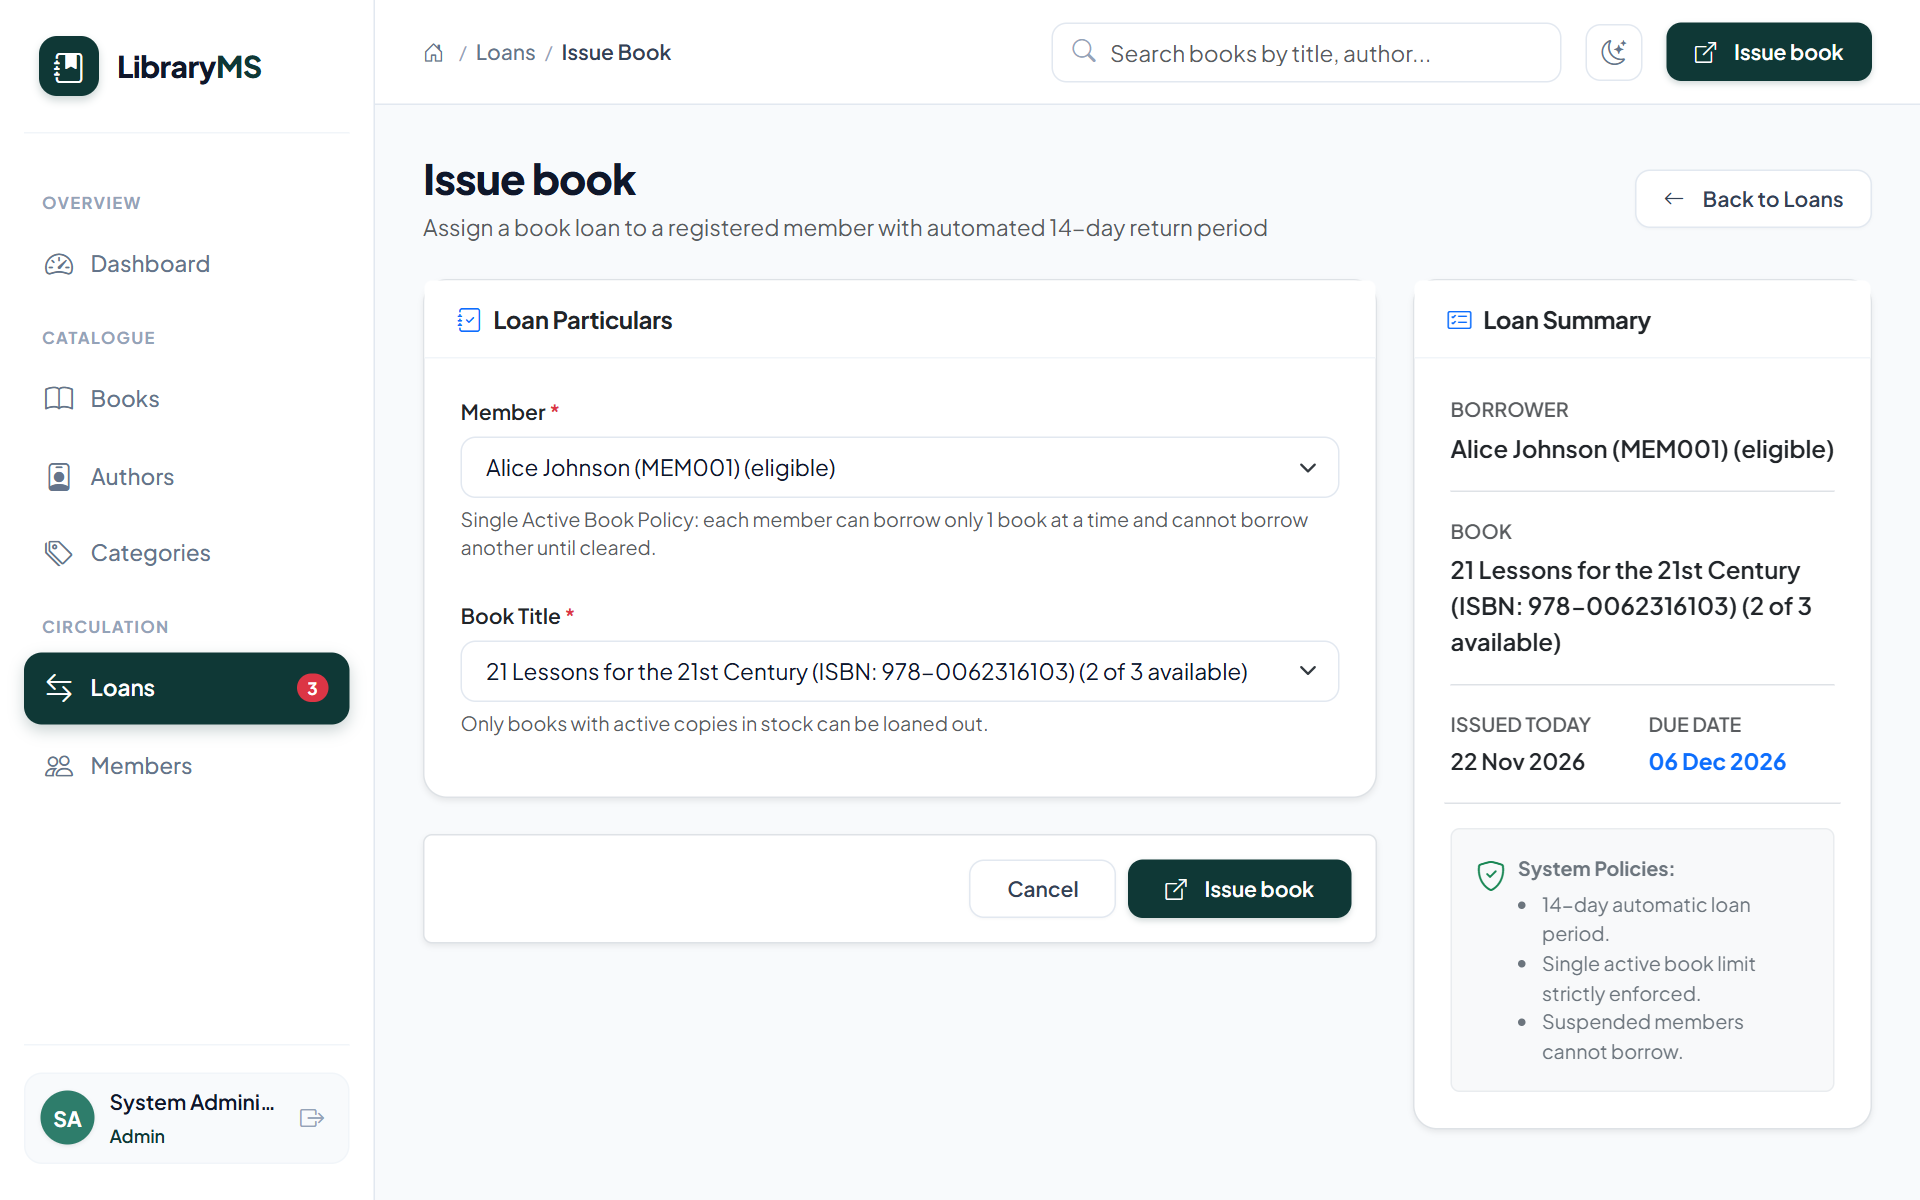 LibraryMS
OVERVIEW
Dashboard
CATALOGUE
Books
Authors
Categories
CIRCULATION
Loans 3
Members
SA
System Admini...
Admin
/ Loans / Issue Book
Search books by title, author...
Issue book
Issue book
Assign a book loan to a registered member with automated 14-day return period
Back to Loans
Loan Particulars
Member *
Alice Johnson (MEM001) (eligible)
Single Active Book Policy: each member can borrow only 1 book at a time and cannot borrow
another until cleared.
Book Title *
21 Lessons for the 21st Century (ISBN: 978-0062316103) (2 of 3 available)
Only books with active copies in stock can be loaned out.
Cancel
Issue book
Loan Summary
BORROWER
Alice Johnson (MEM001) (eligible)
BOOK
21 Lessons for the 21st Century
(ISBN: 978-0062316103) (2 of 3
available)
ISSUED TODAY DUE DATE
22 Nov 2026 06 Dec 2026
System Policies:
• 14-day automatic loan
period.
• Single active book limit
strictly enforced.
• Suspended members
cannot borrow.